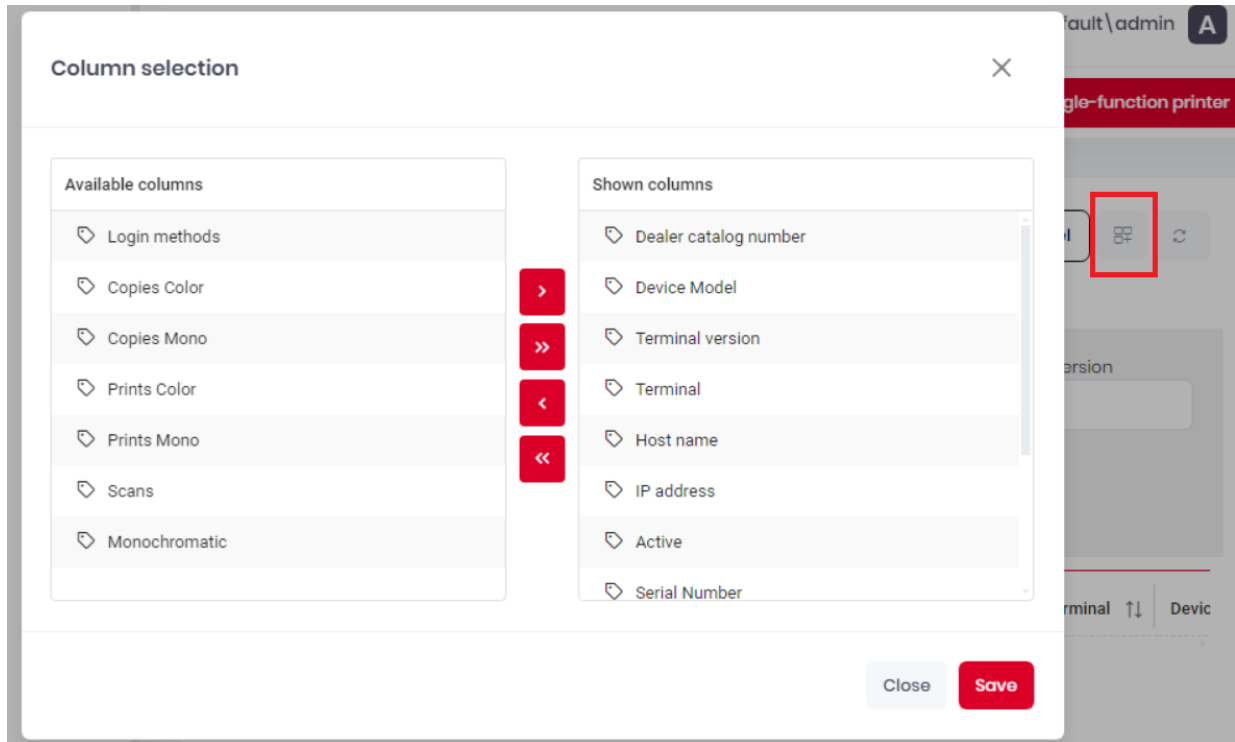 Column selection
fault\admin A
gle-function printer
Available columns
Login methods
Copies Color
Copies Mono
Prints Color
Prints Mono
Scans
Monochromatic
Shown columns
Dealer catalog number
Device Model
Terminal version
Terminal
Host name
IP address
Active
Serial Number
el
ersion
rminal
Devic
Close
Save